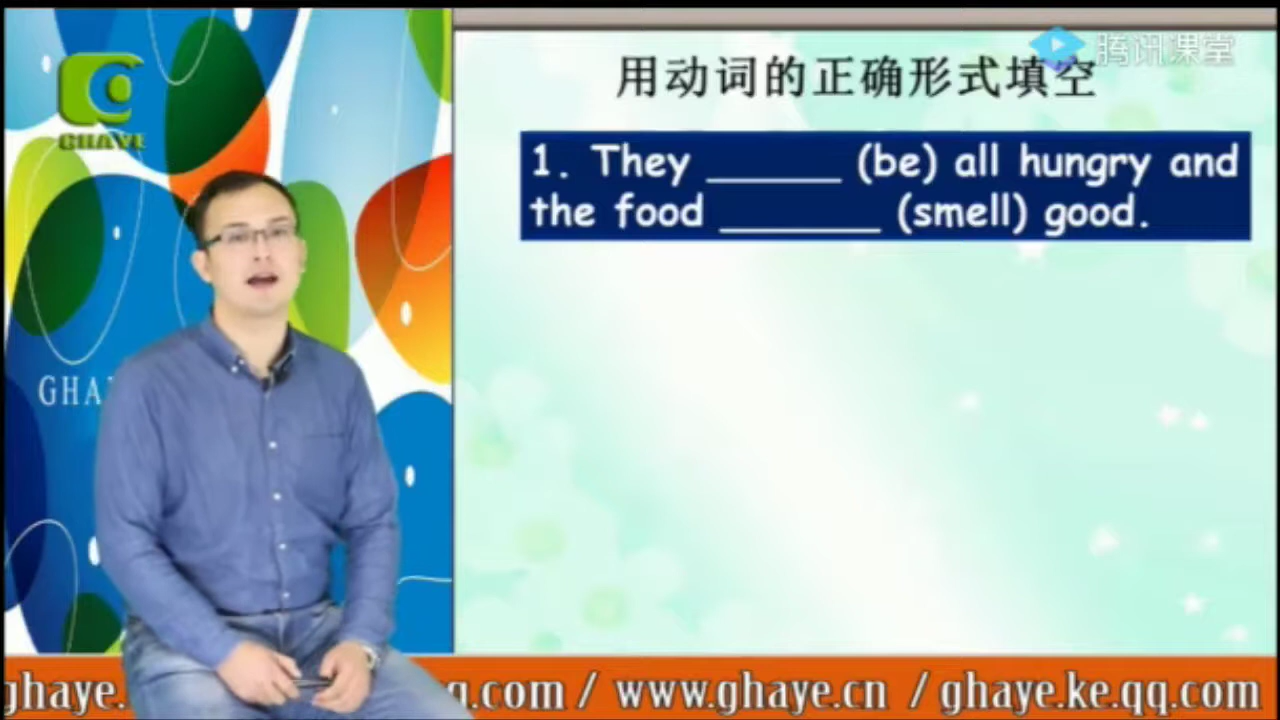 腾讯课堂
用动词的正确形式填空
GHAYE
1. They ______ (be) all hungry and
the food _______ (smell) good.
GHA
ghaye. q.com / www.ghaye.cn / ghaye.ke.qq.com